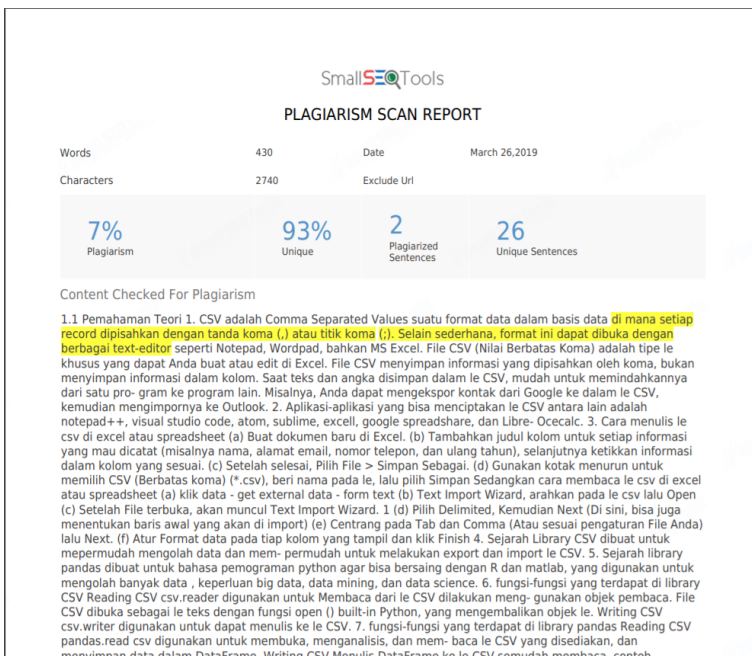 SmallSEOTools
PLAGIARISM SCAN REPORT
Words 430 Date March 26,2019
Characters 2740 Exclude Url
7% 93% 2 26
Plagiarism Unique Plagiarized Sentences Unique Sentences
Content Checked For Plagiarism
1.1 Pemahaman Teori 1. CSV adalah Comma Separated Values suatu format data dalam basis data di mana setiap
record dipisahkan dengan tanda koma (,) atau titik koma (;). Selain sederhana, format ini dapat dibuka dengan
berbagai text-editor seperti Notepad, Wordpad, bahkan MS Excel. File CSV (Nilai Berbatas Koma) adalah tipe le
khusus yang dapat Anda buat atau edit di Excel. File CSV menyimpan informasi yang dipisahkan oleh koma, bukan
menyimpan informasi dalam kolom. Saat teks dan angka disimpan dalam le CSV, mudah untuk memindahkannya
dari satu pro- gram ke program lain. Misalnya, Anda dapat mengekspor kontak dari Google ke dalam le CSV,
kemudian mengimpornya ke Outlook. 2. Aplikasi-aplikasi yang bisa menciptakan le CSV antara lain adalah
notepad++, visual studio code, atom, sublime, excell, google spreadshare, dan Libre- Ocecalc. 3. Cara menulis le
csv di excel atau spreadsheet (a) Buat dokumen baru di Excel. (b) Tambahkan judul kolom untuk setiap informasi
yang mau dicatat (misalnya nama, alamat email, nomor telepon, dan ulang tahun), selanjutnya ketikkan informasi
dalam kolom yang sesuai. (c) Setelah selesai, Pilih File > Simpan Sebagai. (d) Gunakan kotak menurun untuk
memilih CSV (Berbatas koma) (*.csv), beri nama pada le, lalu pilih Simpan Sedangkan cara membaca le csv di excel
atau spreadsheet (a) klik data - get external data - form text (b) Text Import Wizard, arahkan pada le csv lalu Open
(c) Setelah File terbuka, akan muncul Text Import Wizard. 1 (d) Pilih Delimited, Kemudian Next (Di sini, bisa juga
menentukan baris awal yang akan di import) (e) Centrang pada Tab dan Comma (Atau sesuai pengaturan File Anda)
lalu Next. (f) Atur Format data pada tiap kolom yang tampil dan klik Finish 4. Sejarah Library CSV dibuat untuk
mepermudah mengolah data dan mem- permudah untuk melakukan export dan import le CSV. 5. Sejarah library
pandas dibuat untuk bahasa pemograman python agar bisa bersaing dengan R dan matlab, yang digunakan untuk
mengolah banyak data , keperluan big data, data mining, dan data science. 6. fungsi-fungsi yang terdapat di library
CSV Reading CSV csv.reader digunakan untuk Membaca dari le CSV dilakukan meng- gunakan objek pembaca. File
CSV dibuka sebagai le teks dengan fungsi open () built-in Python, yang mengembalikan objek le. Writing CSV
csv.writer digunakan untuk dapat menulis ke le CSV. 7. fungsi-fungsi yang terdapat di library pandas Reading CSV
pandas.read csv digunakan untuk membuka, menganalisis, dan mem- baca le CSV yang disediakan, dan
menyimpan data dalam DataFrame. Writing CSV Menulis DataFrame ke le CSV semudah membaca, contoh